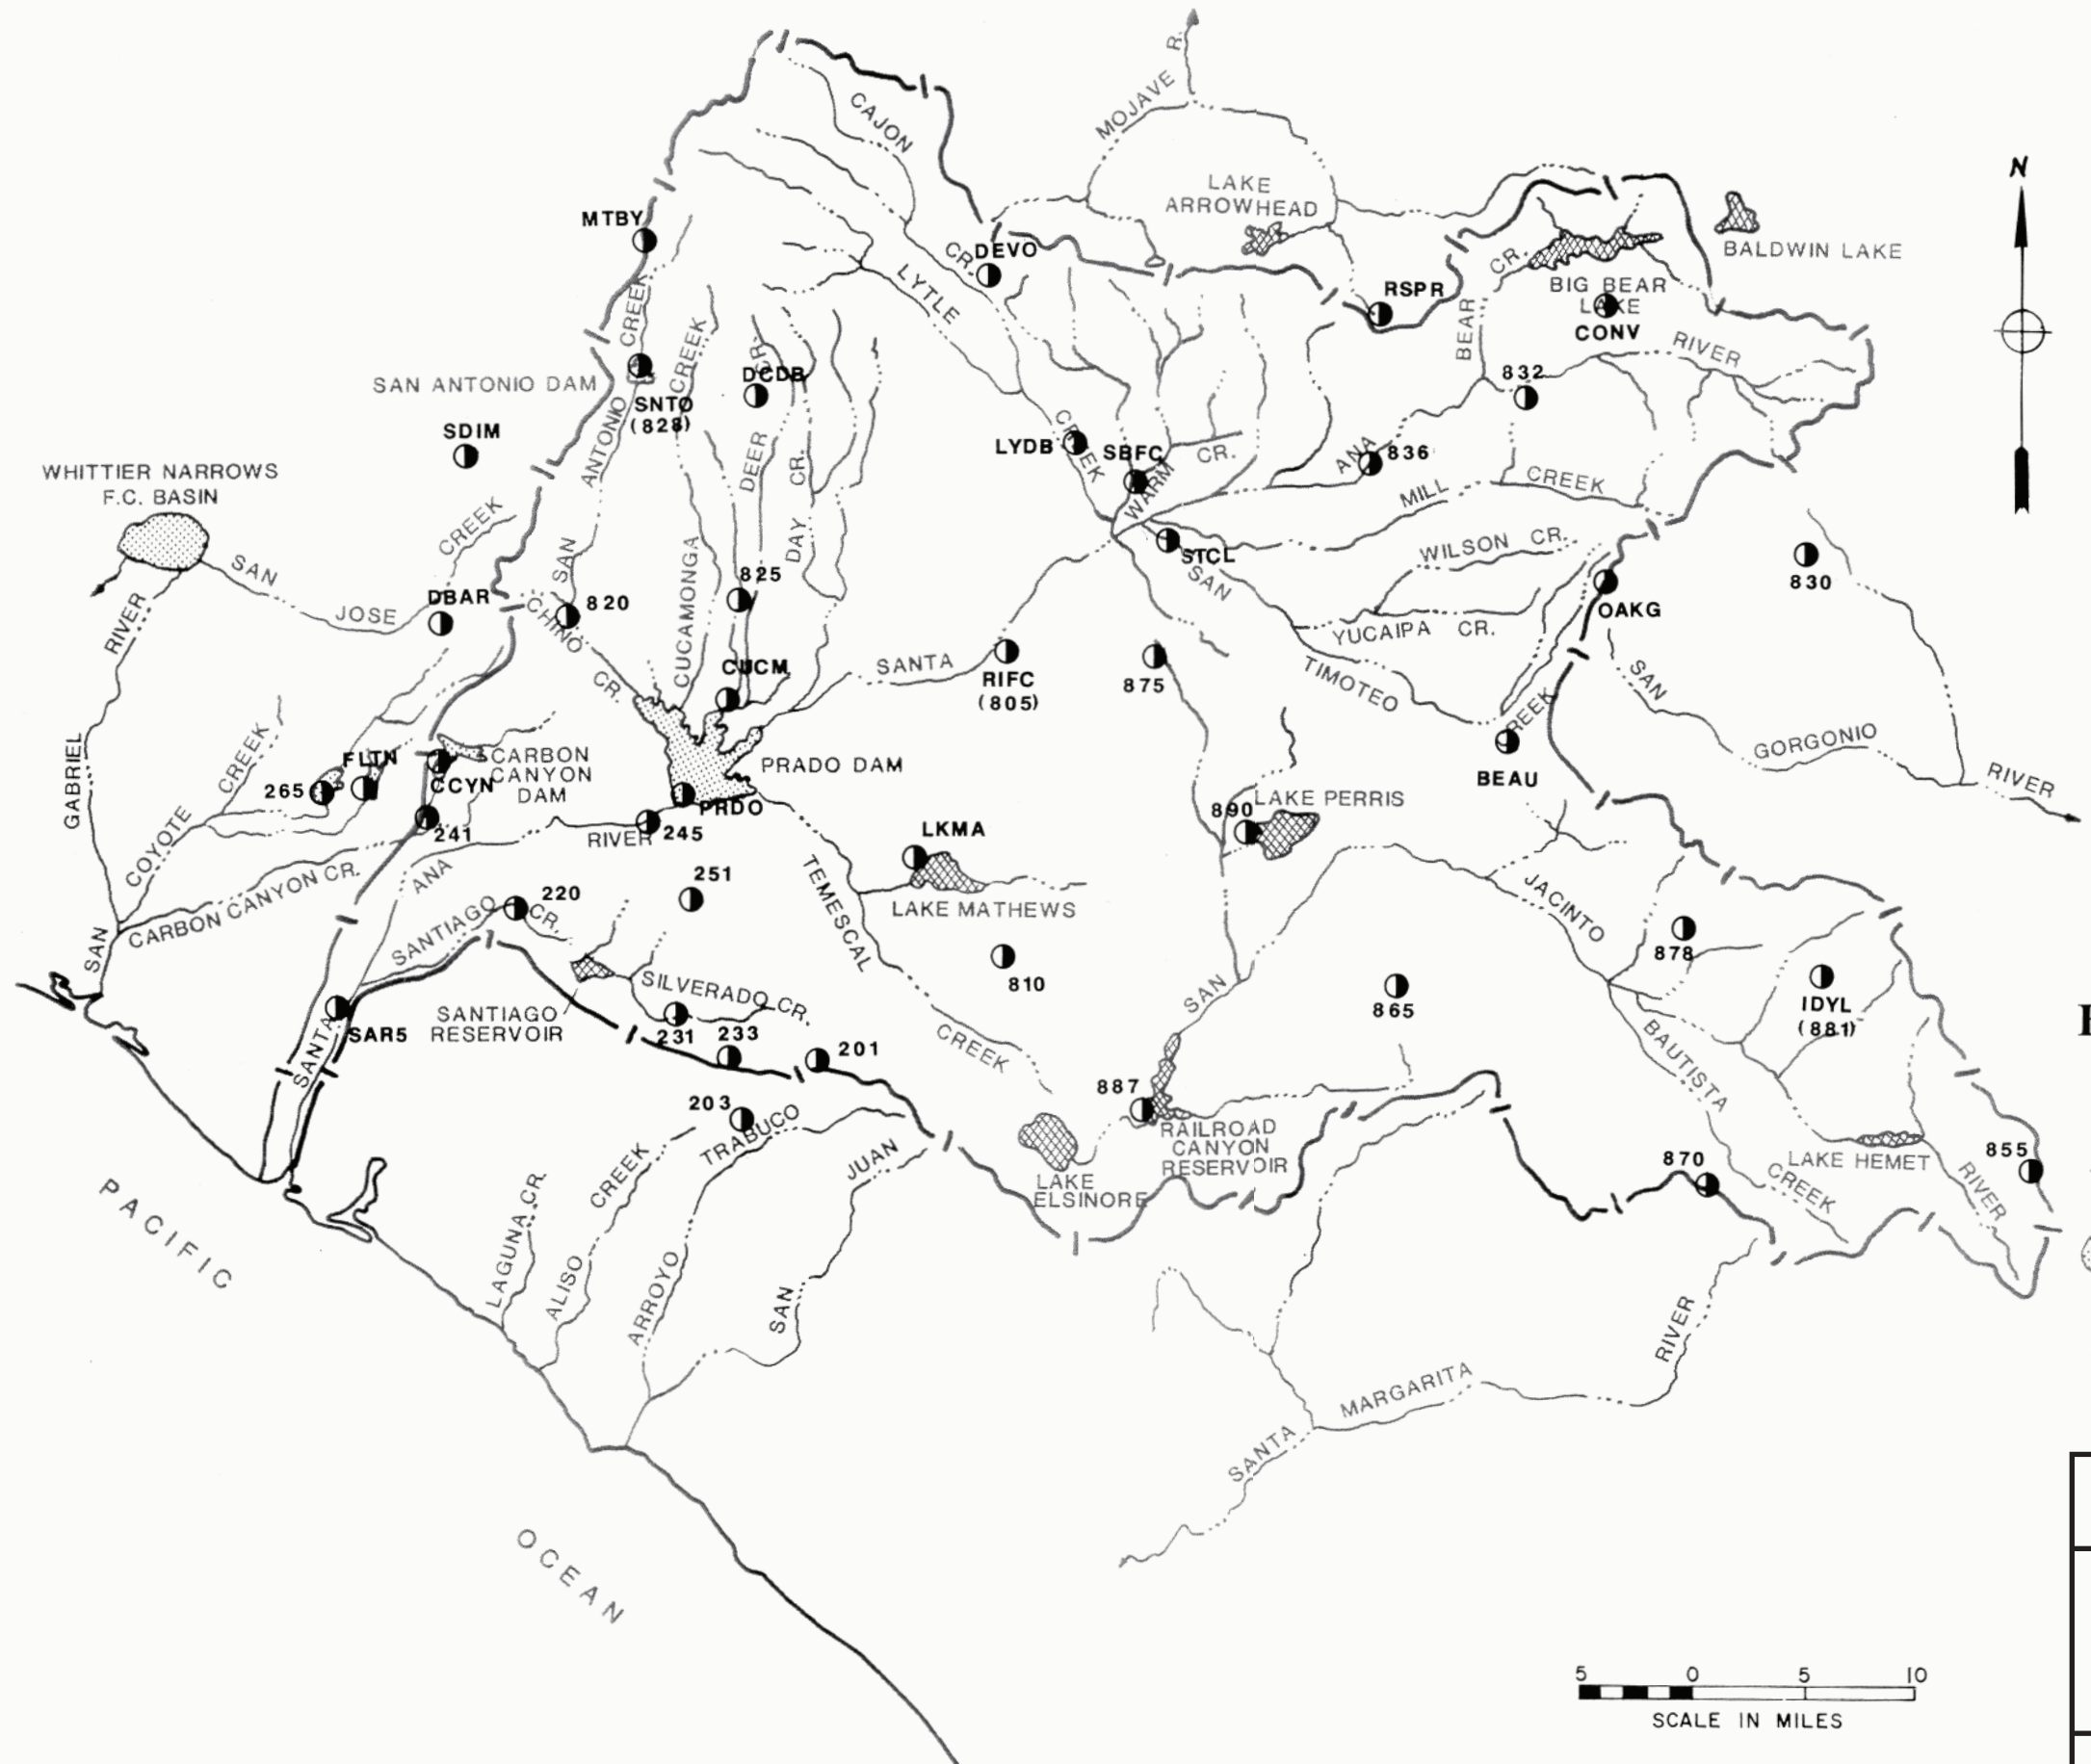 CAJON
MOJAVE R.
N
LAKE
ARROWHEAD
MTBY
CR.
DEVO
BALDWIN LAKE
CR.
LYTLE
BIG BEAR
LAKE
CONV
RSPR
BEAR
RIVER
CREEK
CREEK
CR.
SAN ANTONIO DAM
DCDB
832
SNTO
(828)
ANTONIO
SDIM
DEER
CR.
LYDB
CREEK
SBFC
WARM
CR.
ANA
836
WHITTIER NARROWS
F.C. BASIN
MILL
CREEK
CREEK
DAY
WILSON CR.
STCL
SAN
JOSE
SAN
CUCAMONGA
825
SAN
830
DBAR
CHINO
820
OAKG
YUCAIPA CR.
RIVER
CUCM
SANTA
RIFC
(805)
875
TIMOTEO
SAN
CR.
CREEK
GABRIEL
CREEK
FLTN
CARBON
CANYON
DAM
PRADO DAM
BEAU
GORGONIO
RIVER
265
CCYN
PRDO
890
LAKE PERRIS
241
RIVER
245
LKMA
COYOTE
CARBON CANYON CR.
ANA
251
TEMESCAL
LAKE MATHEWS
JACINTO
220
SANTIAGO
CR.
SAN
878
SILVERADO CR.
810
SAN
865
IDYL
(881)
SANTIAGO
RESERVOIR
SAR5
SANTA
231
233
201
CREEK
BAUTISTA
887
203
TRABUCO
RAILROAD
CANYON
RESERVOIR
JUAN
CREEK
LAKE
ELSINORE
870
LAKE HEMET
855
CREEK
RIVER
PACIFIC
LAGUNA CR.
ALISO
ARROYO
SAN
RIVER
MARGARITA
SANTA
OCEAN
5 0 5 10
SCALE IN MILES